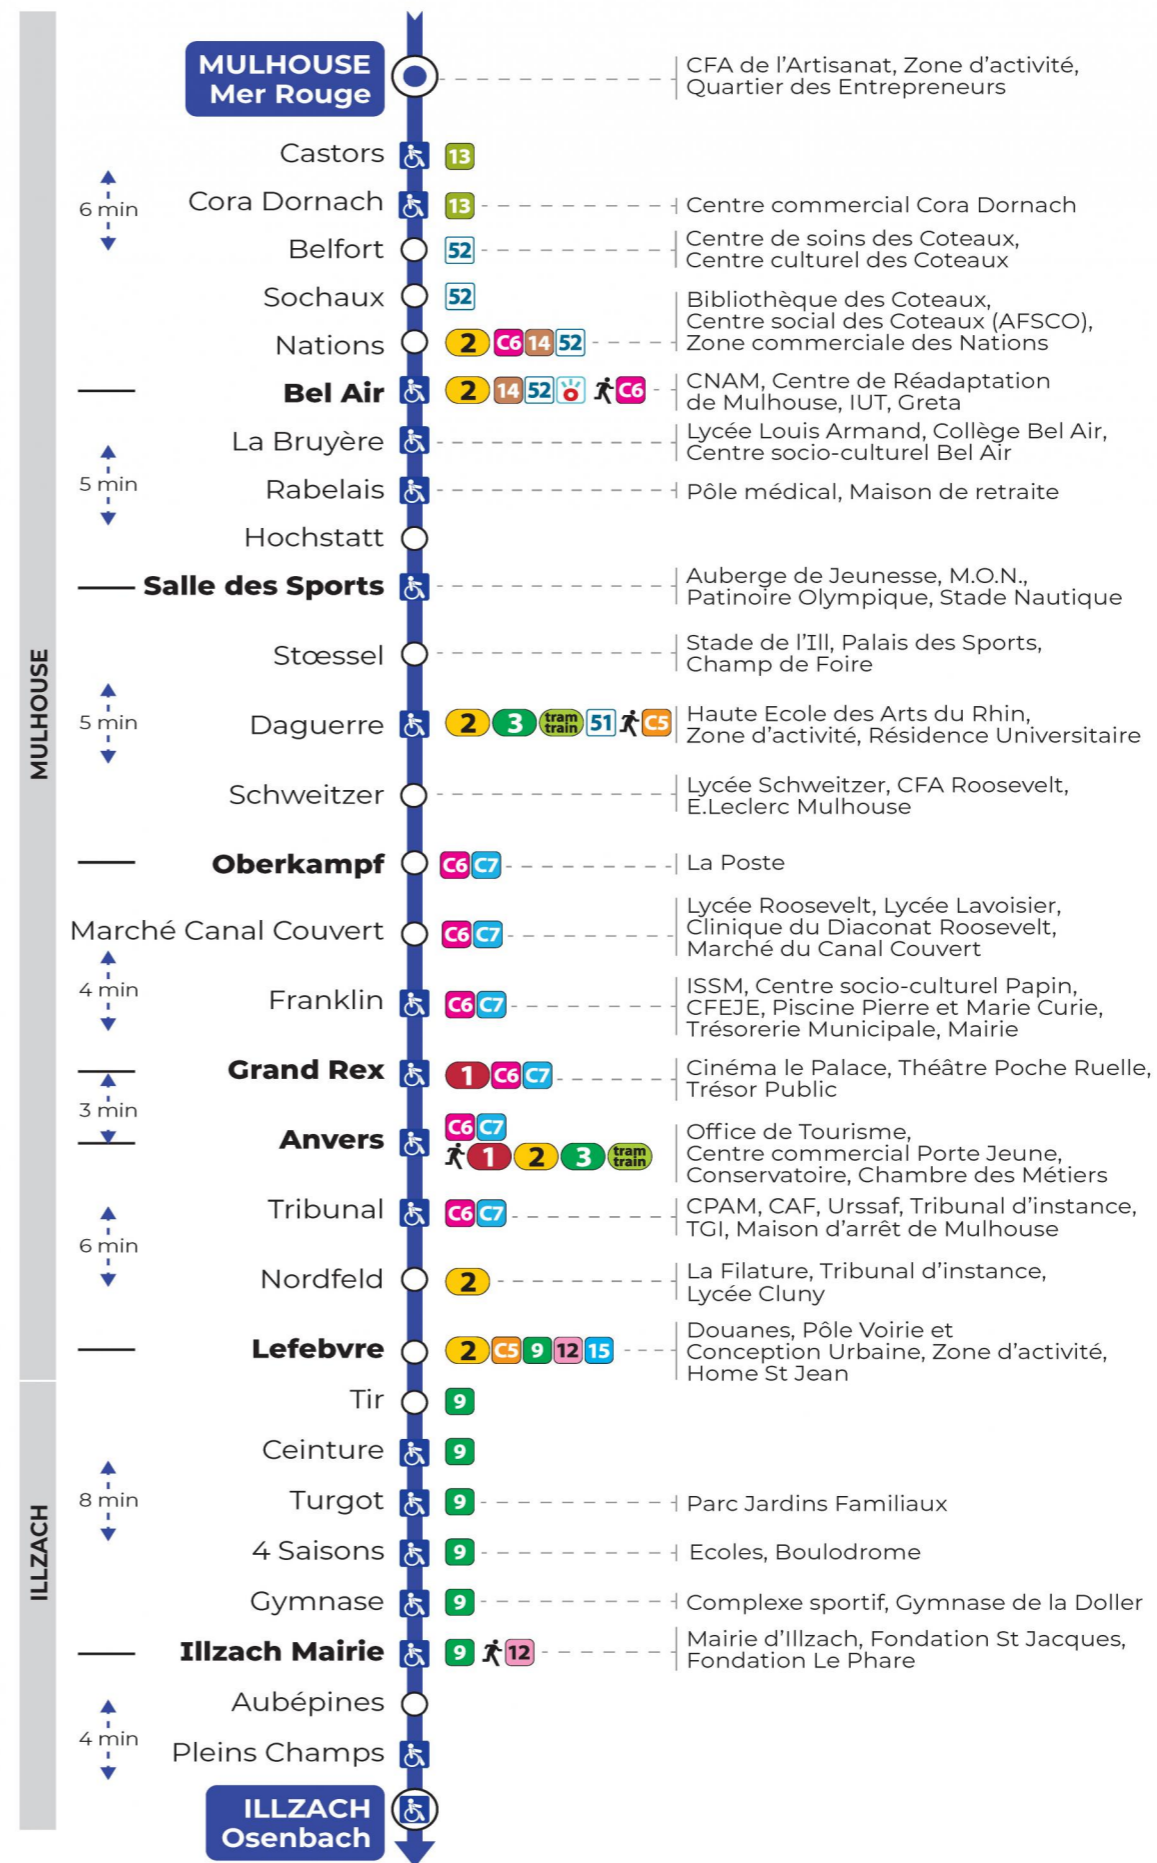 MULHOUSE
Mer Rouge
CFA de l’Artisanat, Zone d’activité,
Quartier des Entrepreneurs
Castors 13
6 min
Cora Dornach 13 Centre commercial Cora Dornach
Belfort 52 Centre de soins des Coteaux,
Centre culturel des Coteaux
Sochaux 52
Nations 2 C6 14 52
Bibliothèque des Coteaux,
Centre social des Coteaux (AFSCO),
Zone commerciale des Nations
Bel Air 2 14 52 C6
CNAM, Centre de Réadaptation
de Mulhouse, IUT, Greta
La Bruyère
Lycée Louis Armand, Collège Bel Air,
Centre socio-culturel Bel Air
5 min
Rabelais Pôle médical, Maison de retraite
Hochstatt
Salle des Sports
Auberge de Jeunesse, M.O.N.,
Patinoire Olympique, Stade Nautique
Stœssel
Stade de l’Ill, Palais des Sports,
Champ de Foire
MULHOUSE
5 min
Daguerre 2 3 tram train 51 C5
Haute Ecole des Arts du Rhin,
Zone d’activité, Résidence Universitaire
Schweitzer
Lycée Schweitzer, CFA Roosevelt,
E.Leclerc Mulhouse
Oberkampf C6 C7 La Poste
Marché Canal Couvert C6 C7
Lycée Roosevelt, Lycée Lavoisier,
Clinique du Diaconat Roosevelt,
Marché du Canal Couvert
4 min
Franklin C6 C7
ISSM, Centre socio-culturel Papin,
CFEJE, Piscine Pierre et Marie Curie,
Trésorerie Municipale, Mairie
Grand Rex 1 C6 C7
Cinéma le Palace, Théâtre Poche Ruelle,
Trésor Public
3 min
Anvers C6 C7
1 2 3 tram train
Office de Tourisme,
Centre commercial Porte Jeune,
Conservatoire, Chambre des Métiers
Tribunal C6 C7
CPAM, CAF, Urssaf, Tribunal d’instance,
TGI, Maison d’arrêt de Mulhouse
6 min
Nordfeld 2
La Filature, Tribunal d’instance,
Lycée Cluny
Lefebvre 2 C5 9 12 15
Douanes, Pôle Voirie et
Conception Urbaine, Zone d’activité,
Home St Jean
Tir 9
Ceinture 9
8 min
Turgot 9 Parc Jardins Familiaux
ILLZACH
4 Saisons 9 Ecoles, Boulodrome
Gymnase 9 Complexe sportif, Gymnase de la Doller
Illzach Mairie 9 12
Mairie d’Illzach, Fondation St Jacques,
Fondation Le Phare
Aubépines
4 min
Pleins Champs
ILLZACH
Osenbach